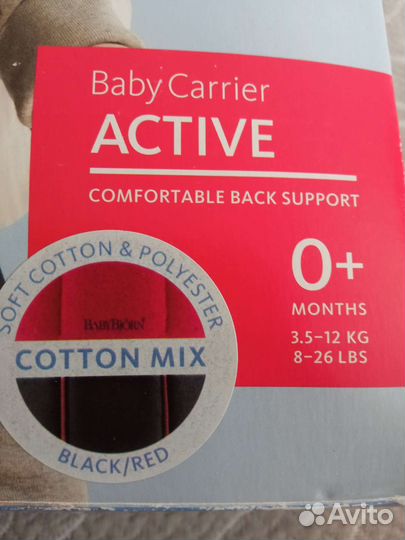 Baby Carrier
ACTIVE
COMFORTABLE BACK SUPPORT
0+
MONTHS
3.5–12 KG
8–26 LBS
SOFT COTTON & POLYESTER
BABYBJÖRN
COTTON MIX
BLACK/RED
Avito